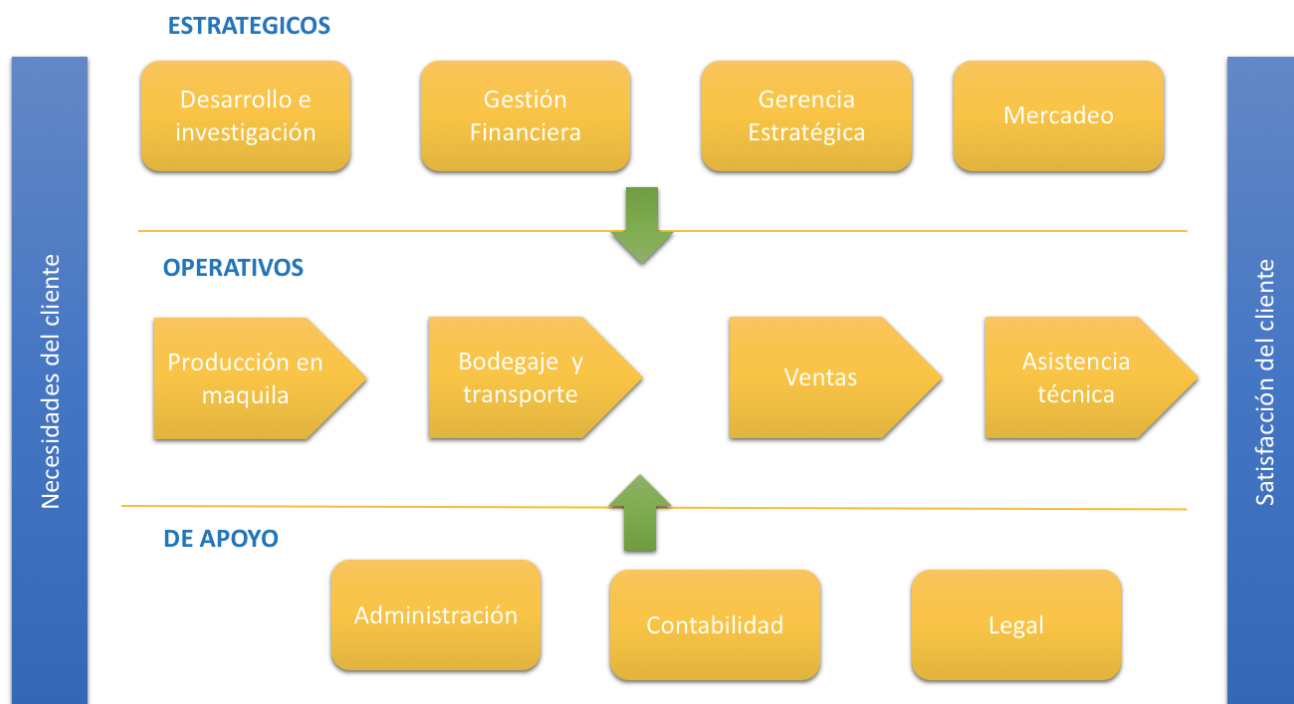 ESTRATEGICOS
Desarrollo e
investigación
Gestión
Financiera
Gerencia
Estratégica
Mercadeo
Necesidades del cliente
OPERATIVOS
Producción en
maquila
Bodegaje y
transporte
Ventas
Asistencia
técnica
Satisfacción del cliente
DE APOYO
Administración
Contabilidad
Legal